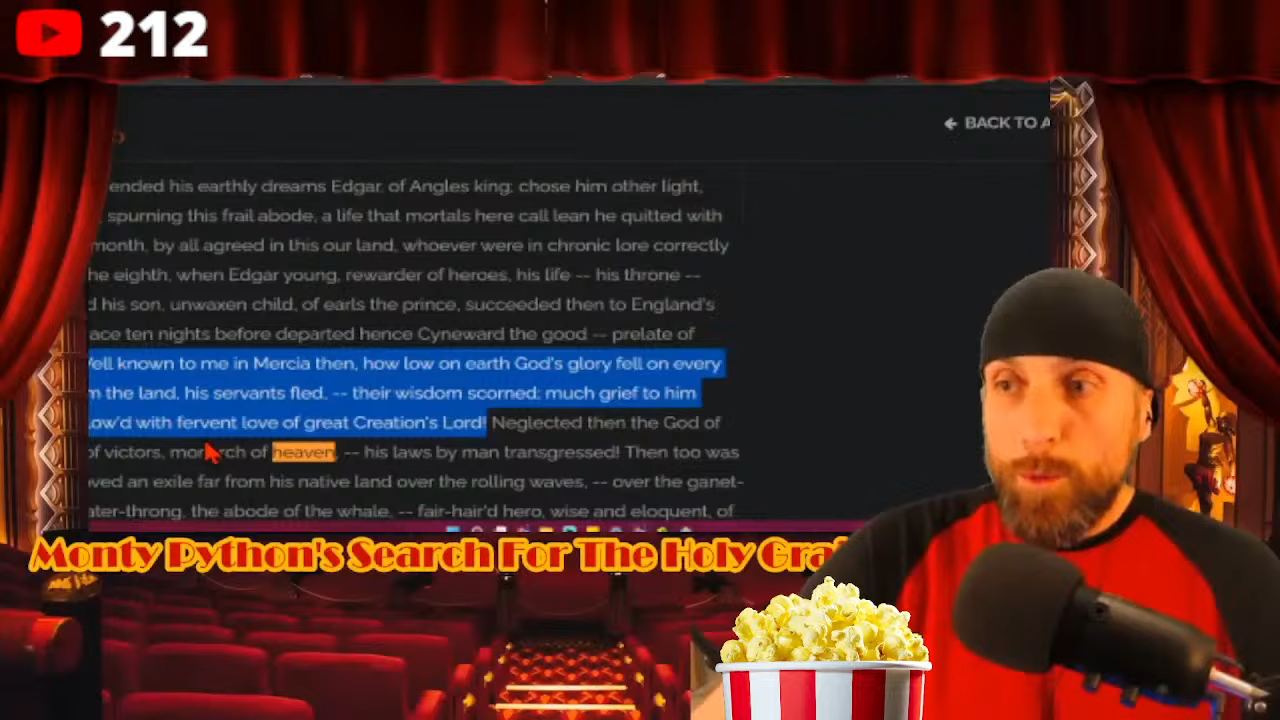 212
BACK TO A
ended his earthly dreams Edgar, of Angles king; chose him other light,
spurning this frail abode, a life that mortals here call lean he quitted with
month, by all agreed in this our land, whoever were in chronic lore correctly
he eighth, when Edgar young, rewarder of heroes, his life -- his throne --
d his son, unwaxen child, of earls the prince, succeeded then to England's
ace ten nights before departed hence Cyneward the good -- prelate of
Well known to me in Mercia then, how low on earth God's glory fell on every
m the land, his servants fled, -- their wisdom scorned; much grief to him
low'd with fervent love of great Creation's Lord! Neglected then the God of
of victors, monarch of heaven, -- his laws by man transgressed! Then too was
ved an exile far from his native land over the rolling waves, -- over the ganet-
ater-throng, the abode of the whale, -- fair-hair'd hero, wise and eloquent, of
Monty Python's Search For The Holy Grai